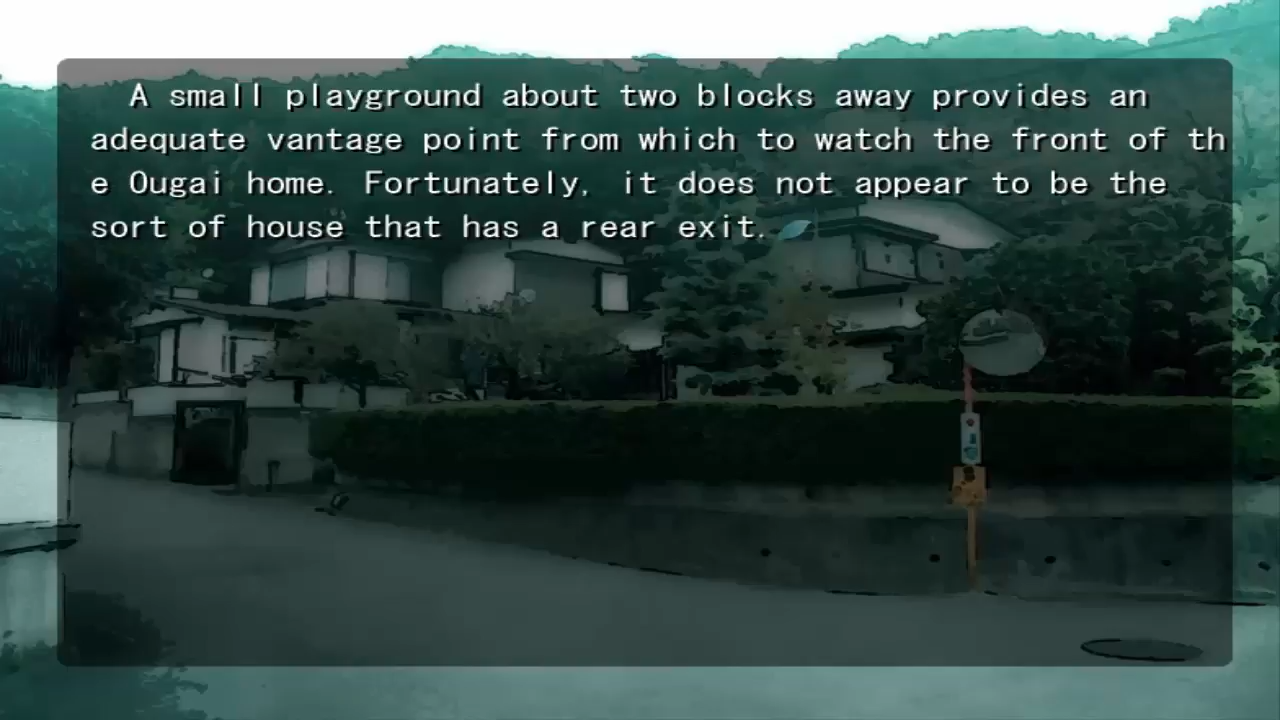 A small playground about two blocks away provides an
adequate vantage point from which to watch the front of th
e Ougai home. Fortunately, it does not appear to be the
sort of house that has a rear exit.